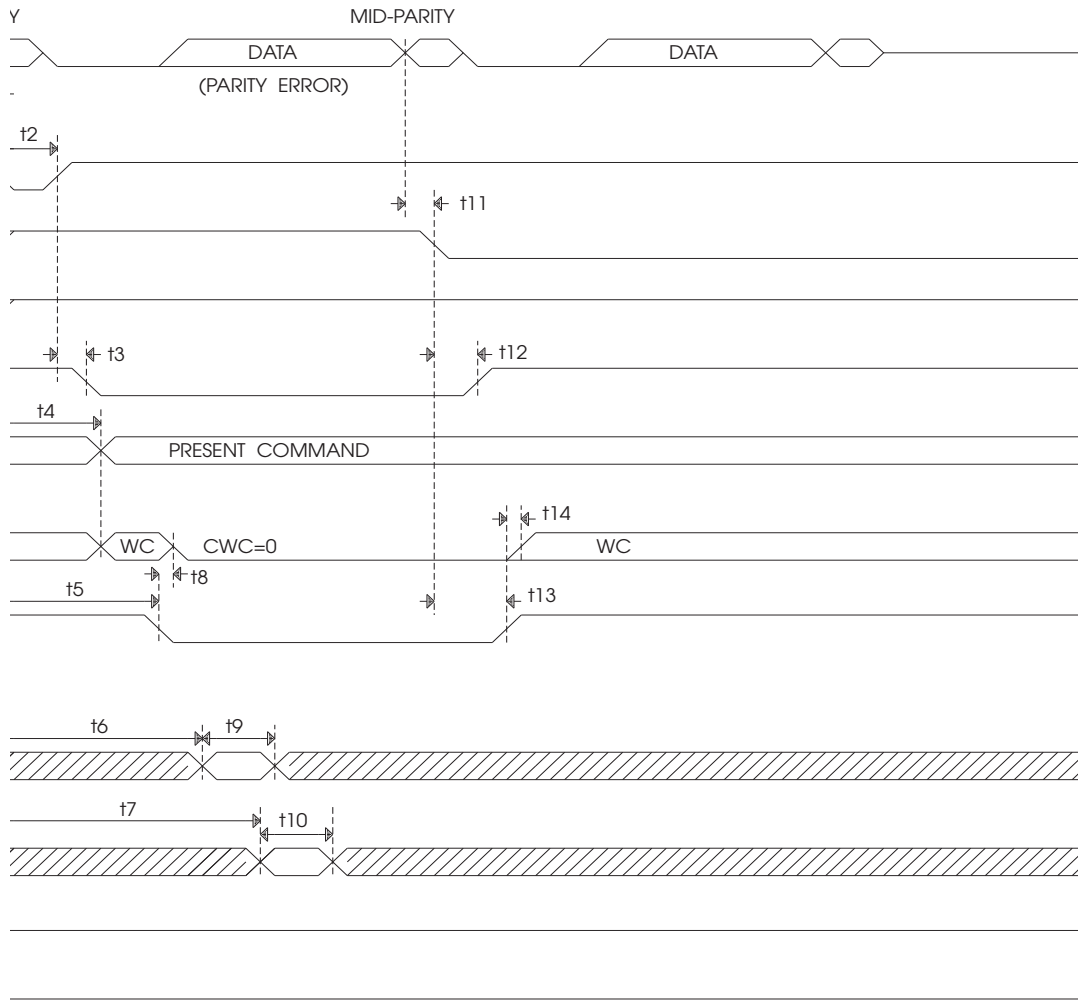 Y MID-PARITY
DATA DATA
(PARITY ERROR)
t2
t11
t3 t12
t4
PRESENT COMMAND
t14
WC CWC=0 WC
t8
t5 t13
t6 t9
t7
t10